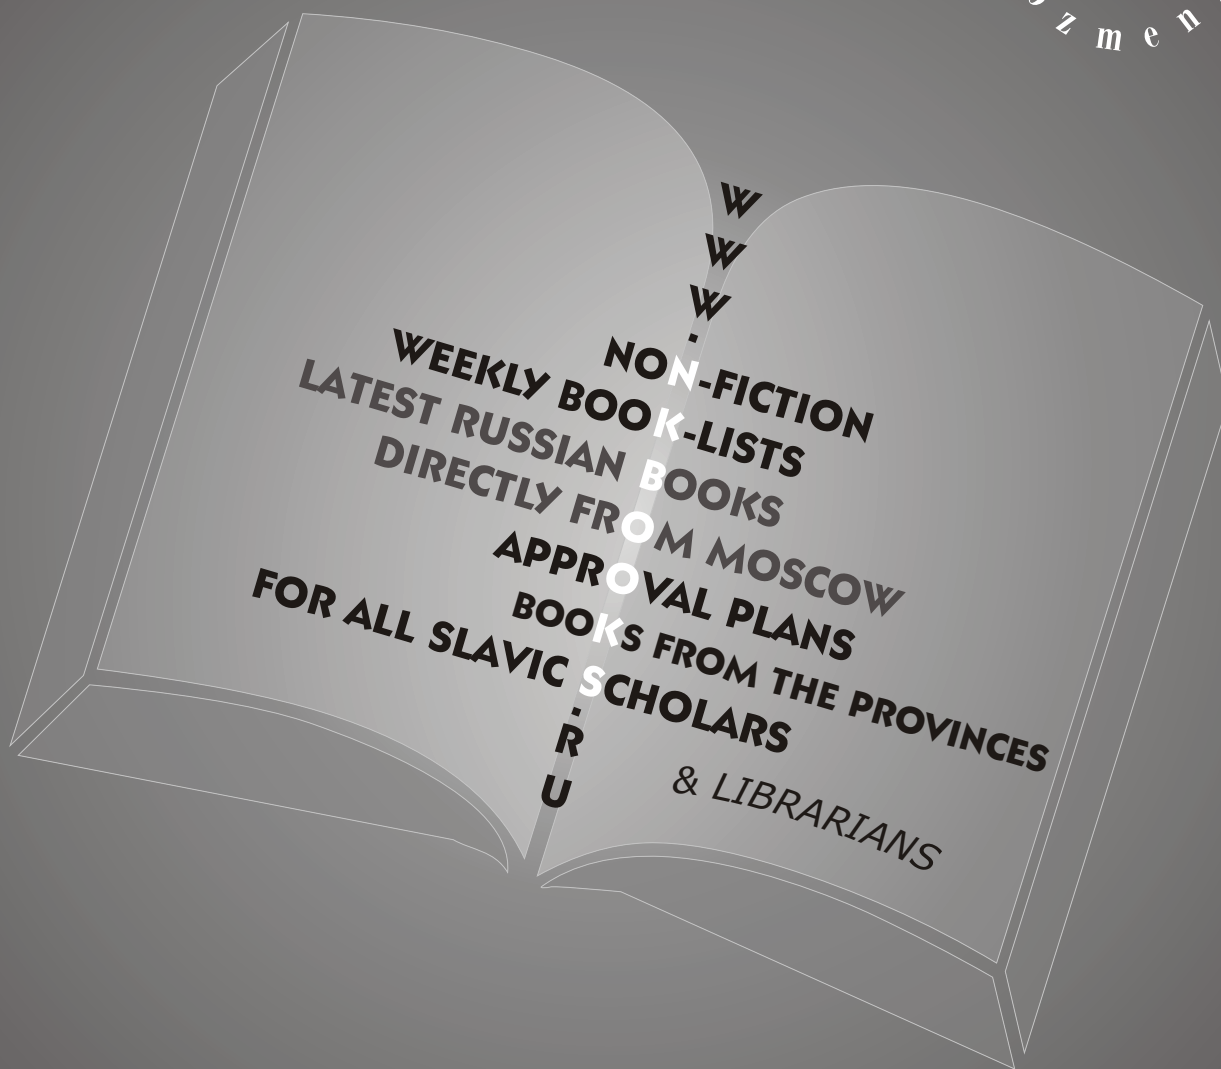 ozmen
W
W
W
.
NON-FICTION
WEEKLY BOOK-LISTS
LATEST RUSSIAN BOOKS
DIRECTLY FROM MOSCOW
APPROVAL PLANS
BOOKS FROM THE PROVINCES
FOR ALL SLAVIC SCHOLARS
.
R
U
& LIBRARIANS